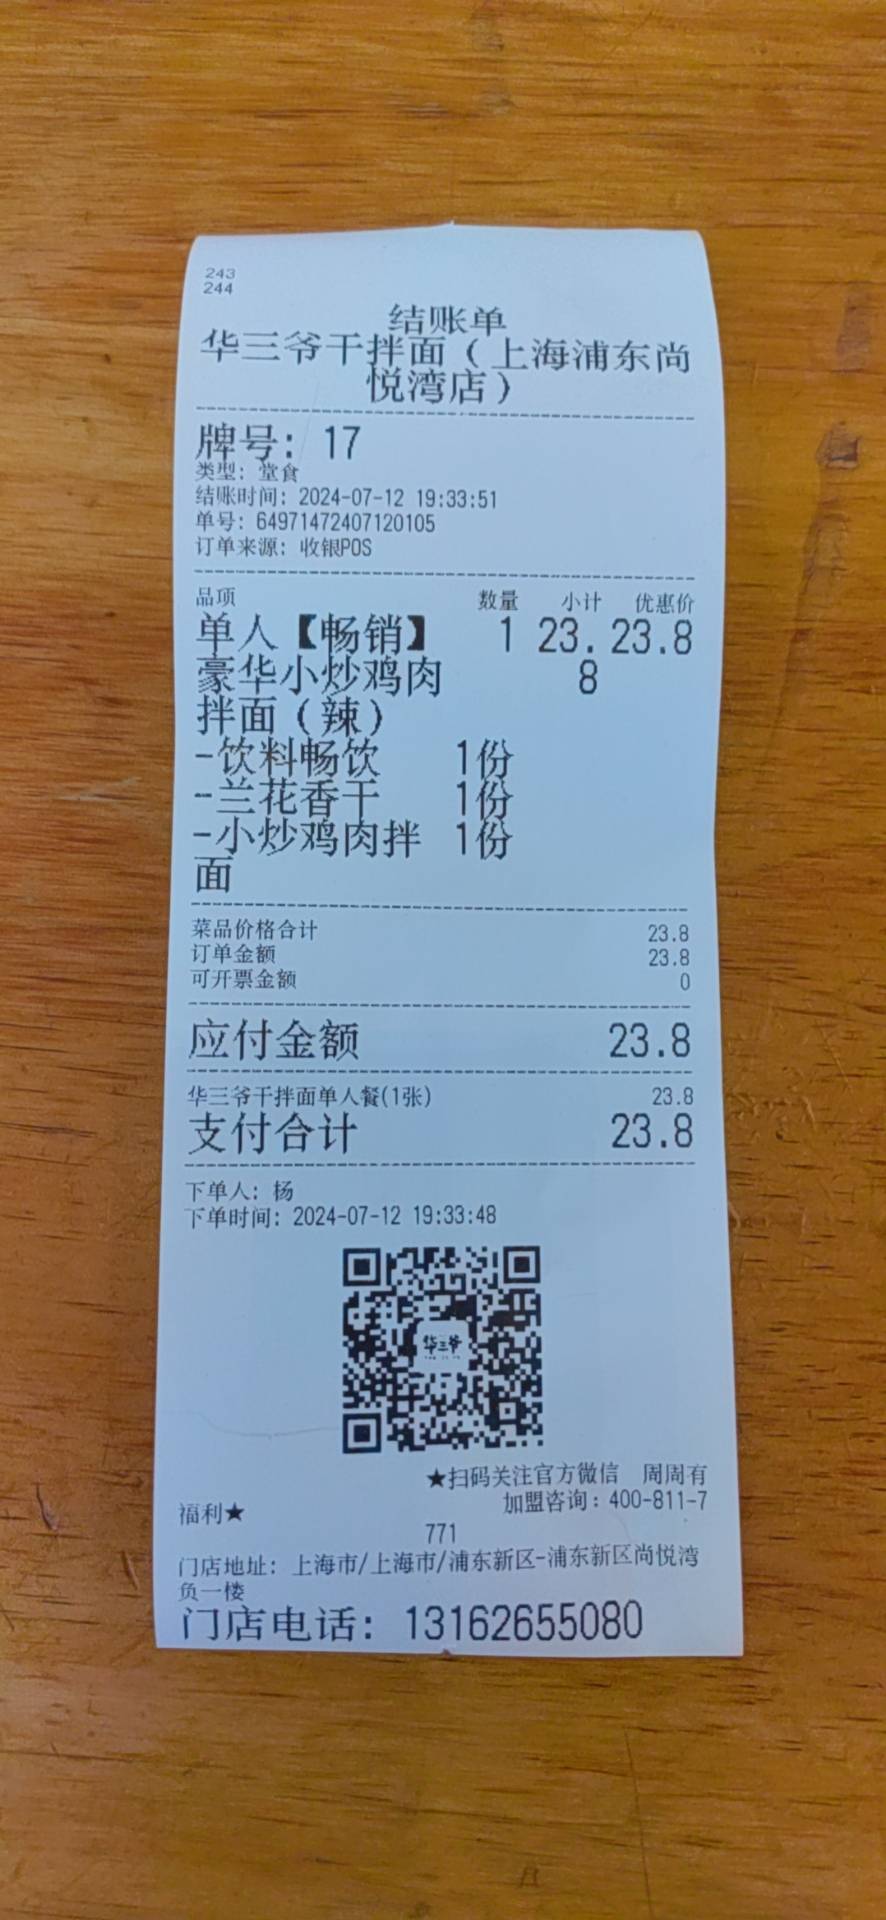 243
244
结账单
华三爷干拌面（上海浦东尚
悦湾店）
牌号：17
类型：堂食
结账时间：2024-07-12 19:33:51
单号：64971472407120105
订单来源：收银POS
品项 数量 小计 优惠价
单人【畅销】 1 23. 23.8
豪华小炒鸡肉 8
拌面（辣）
-饮料畅饮 1份
-兰花香干 1份
-小炒鸡肉拌 1份
面
菜品价格合计 23.8
订单金额 23.8
可开票金额 0
应付金额 23.8
华三爷干拌面单人餐(1张) 23.8
支付合计 23.8
下单人：杨
下单时间：2024-07-12 19:33:48
华三爷
★扫码关注官方微信 周周有
福利★ 加盟咨询：400-811-7
771
门店地址：上海市/上海市/浦东新区-浦东新区尚悦湾
负一楼
门店电话：13162655080